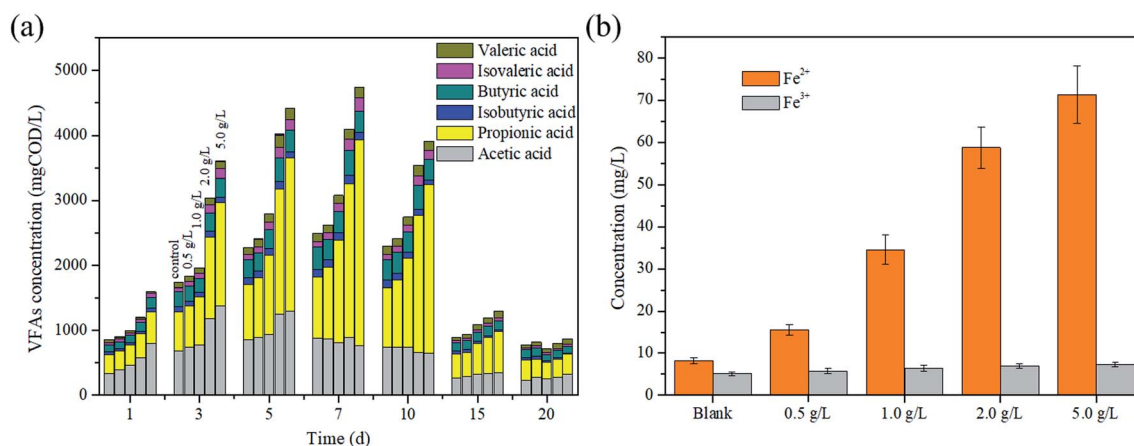 (a)
VFAs concentration (mgCOD/L)
5000
4000
3000
2000
1000
0
Valeric acid
Isovaleric acid
Butyric acid
Isobutyric acid
Propionic acid
Acetic acid
control
0.5 g/L
1.0 g/L
2.0 g/L
5.0 g/L
1 3 5 7 10 15 20
Time (d)
(b)
Concentration (mg/L)
80
70
60
50
40
30
20
10
0
Fe²⁺
Fe³⁺
Blank 0.5 g/L 1.0 g/L 2.0 g/L 5.0 g/L